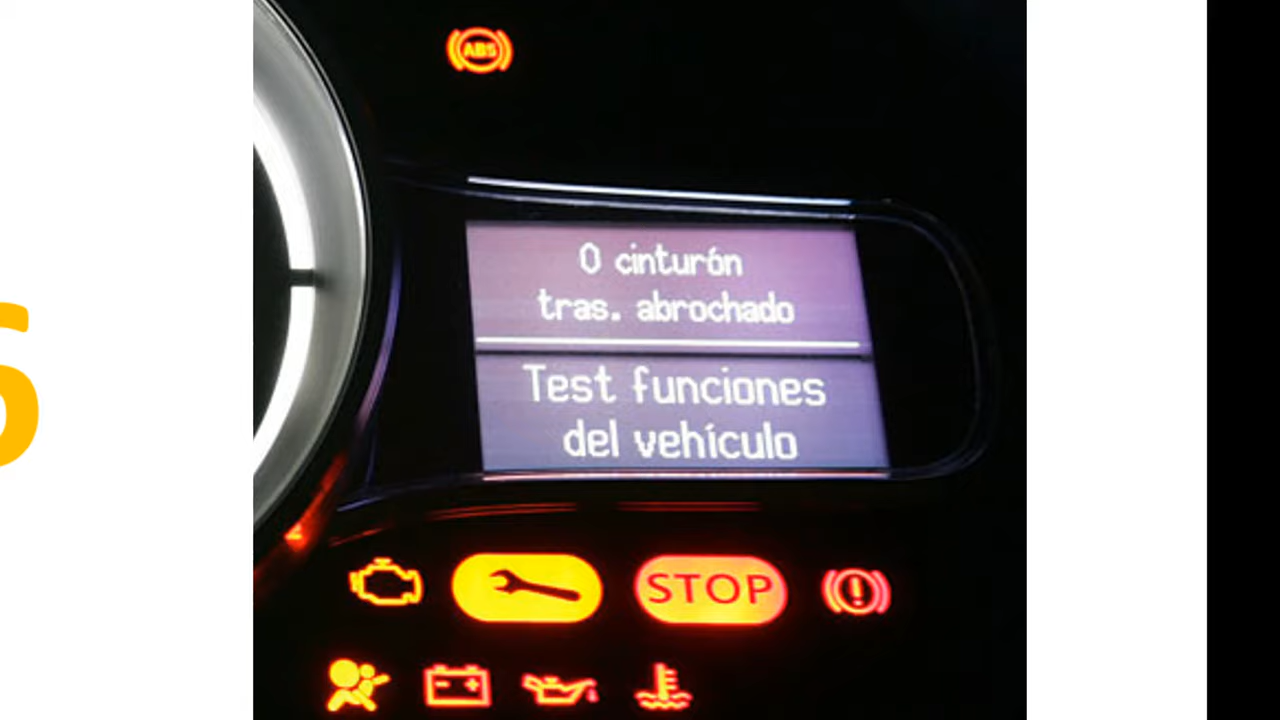 ABS
0 cinturón
tras. abrochado
Test funciones
del vehículo
STOP